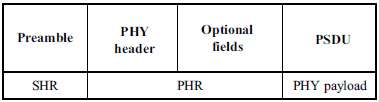 Preamble
PHY
header
Optional
fields
PSDU
SHR
PHR
PHY payload